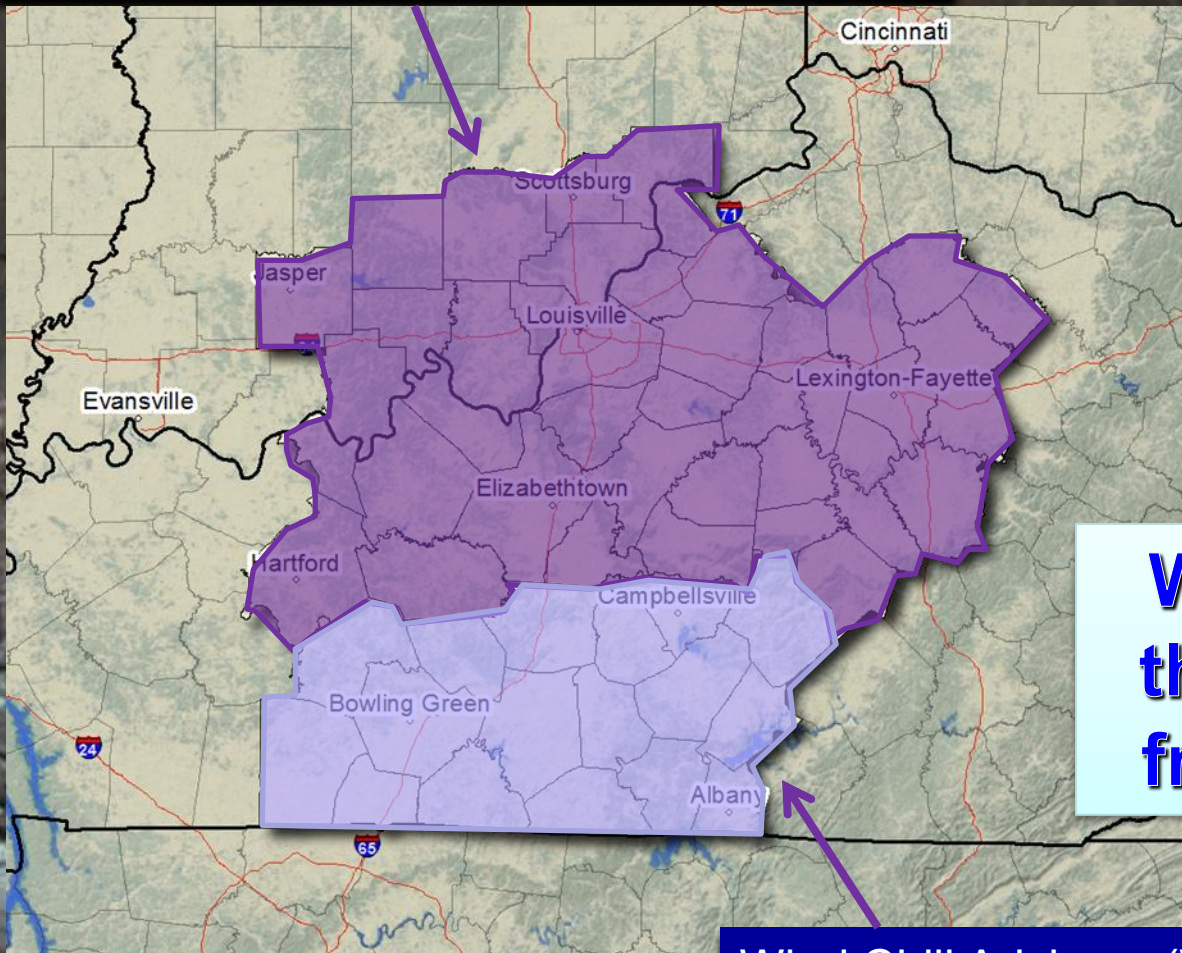 Cincinnati
Scottsburg
71
Jasper
Louisville
Lexington-Fayette
Evansville
Elizabethtown
Hartford
Campbellsville
Bowling Green
24
Albany
65